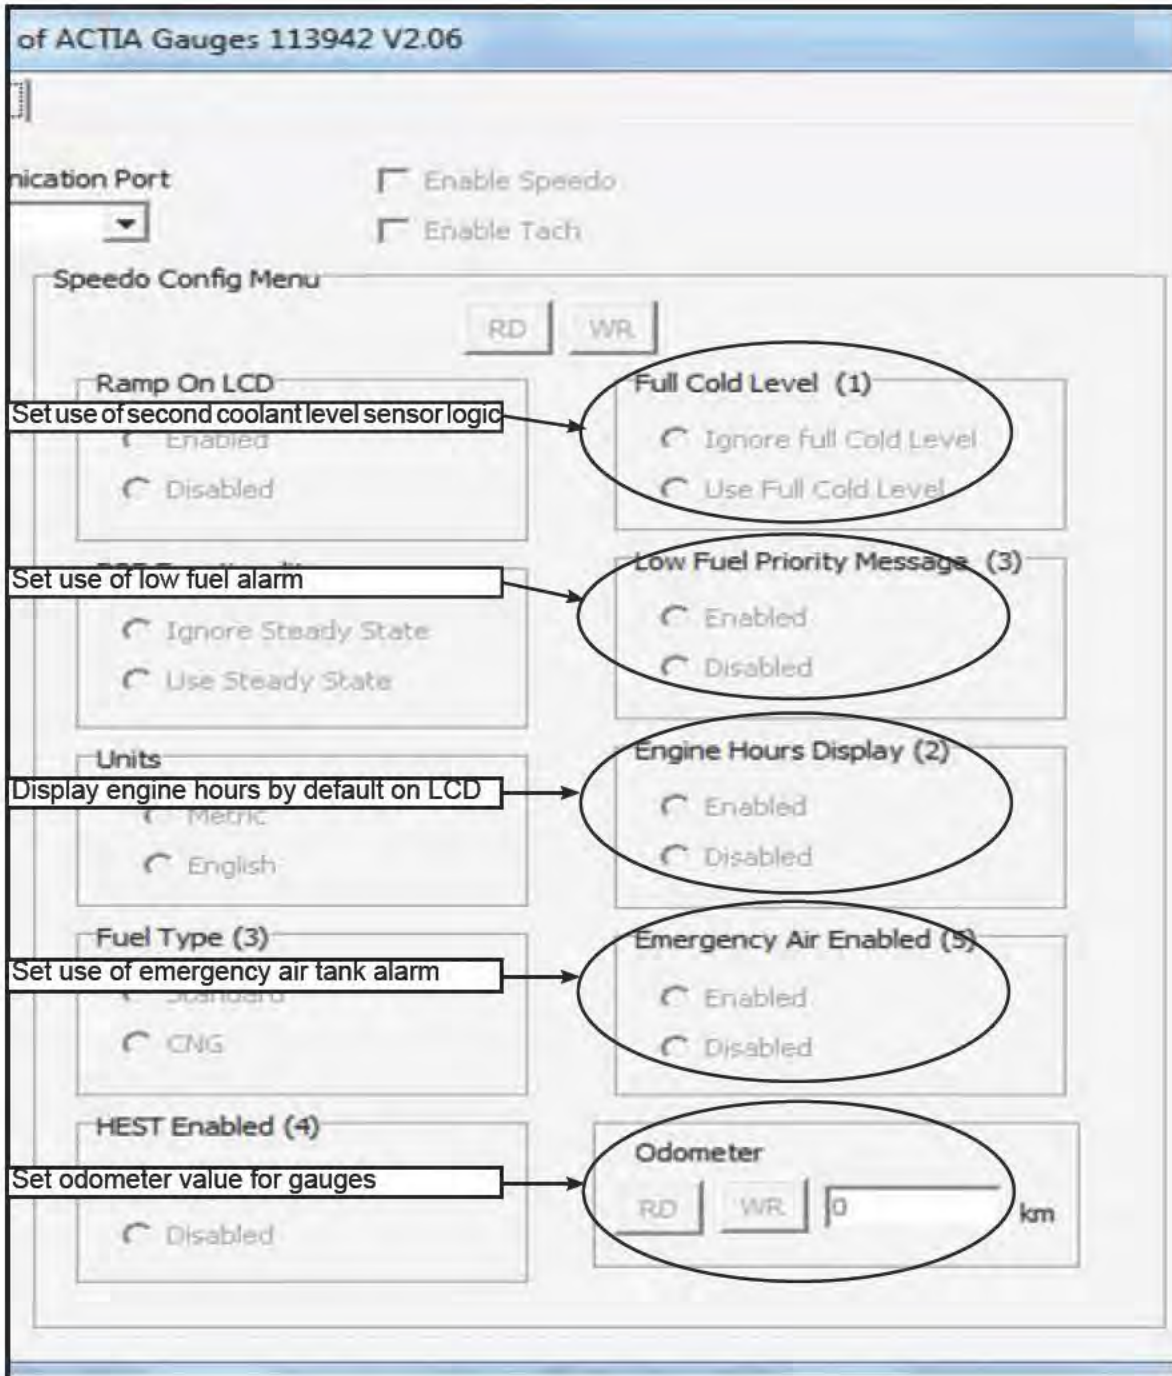 of ACTIA Gauges 113942 V2.06
nication Port
Enable Speedo
Enable Tach
Speedo Config Menu
RD WR
Ramp On LCD
Full Cold Level (1)
Set use of second coolant level sensor logic
Enabled
Ignore full Cold Level
Disabled
Use Full Cold Level
Low Fuel Priority Message (3)
Set use of low fuel alarm
Enabled
Ignore Steady State
Disabled
Use Steady State
Units
Engine Hours Display (2)
Display engine hours by default on LCD
Metric
Enabled
English
Disabled
Fuel Type (3)
Emergency Air Enabled (5)
Set use of emergency air tank alarm
Standard
Enabled
CNG
Disabled
HEST Enabled (4)
Odometer
Set odometer value for gauges
RD WR 0 km
Disabled